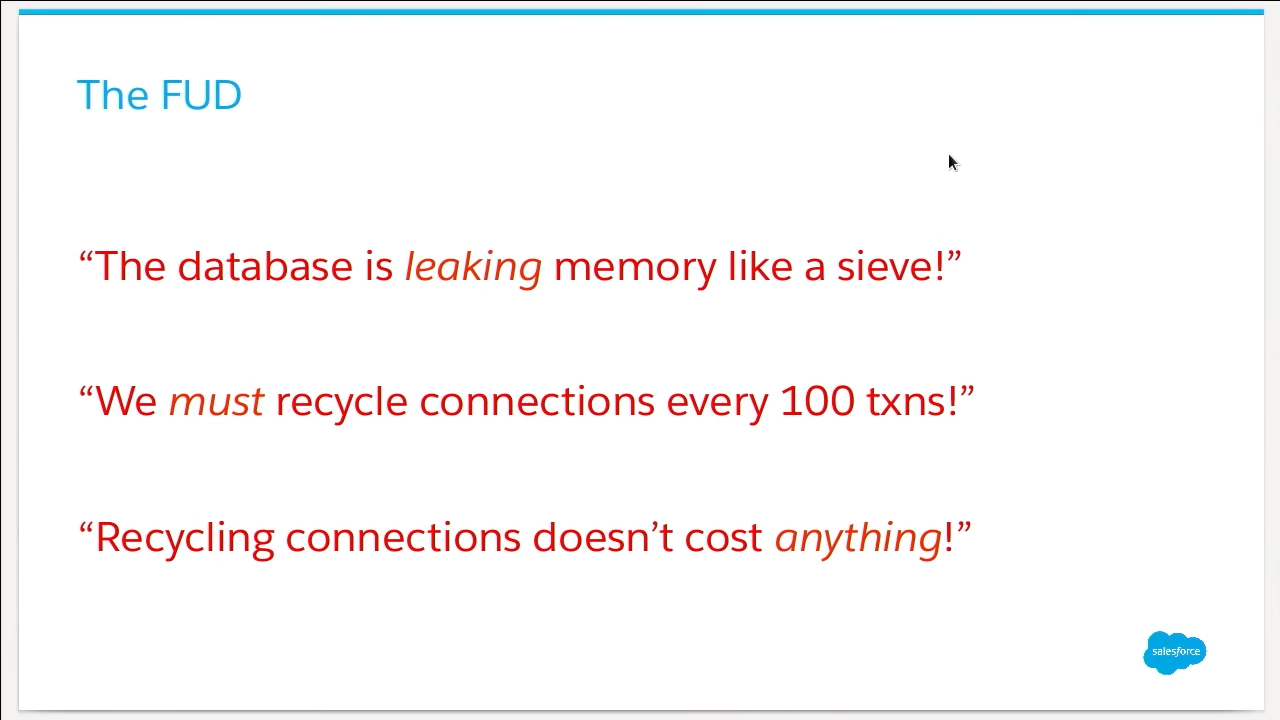 The FUD
“The database is leaking memory like a sieve!”
“We must recycle connections every 100 txns!”
“Recycling connections doesn’t cost anything!”
salesforce